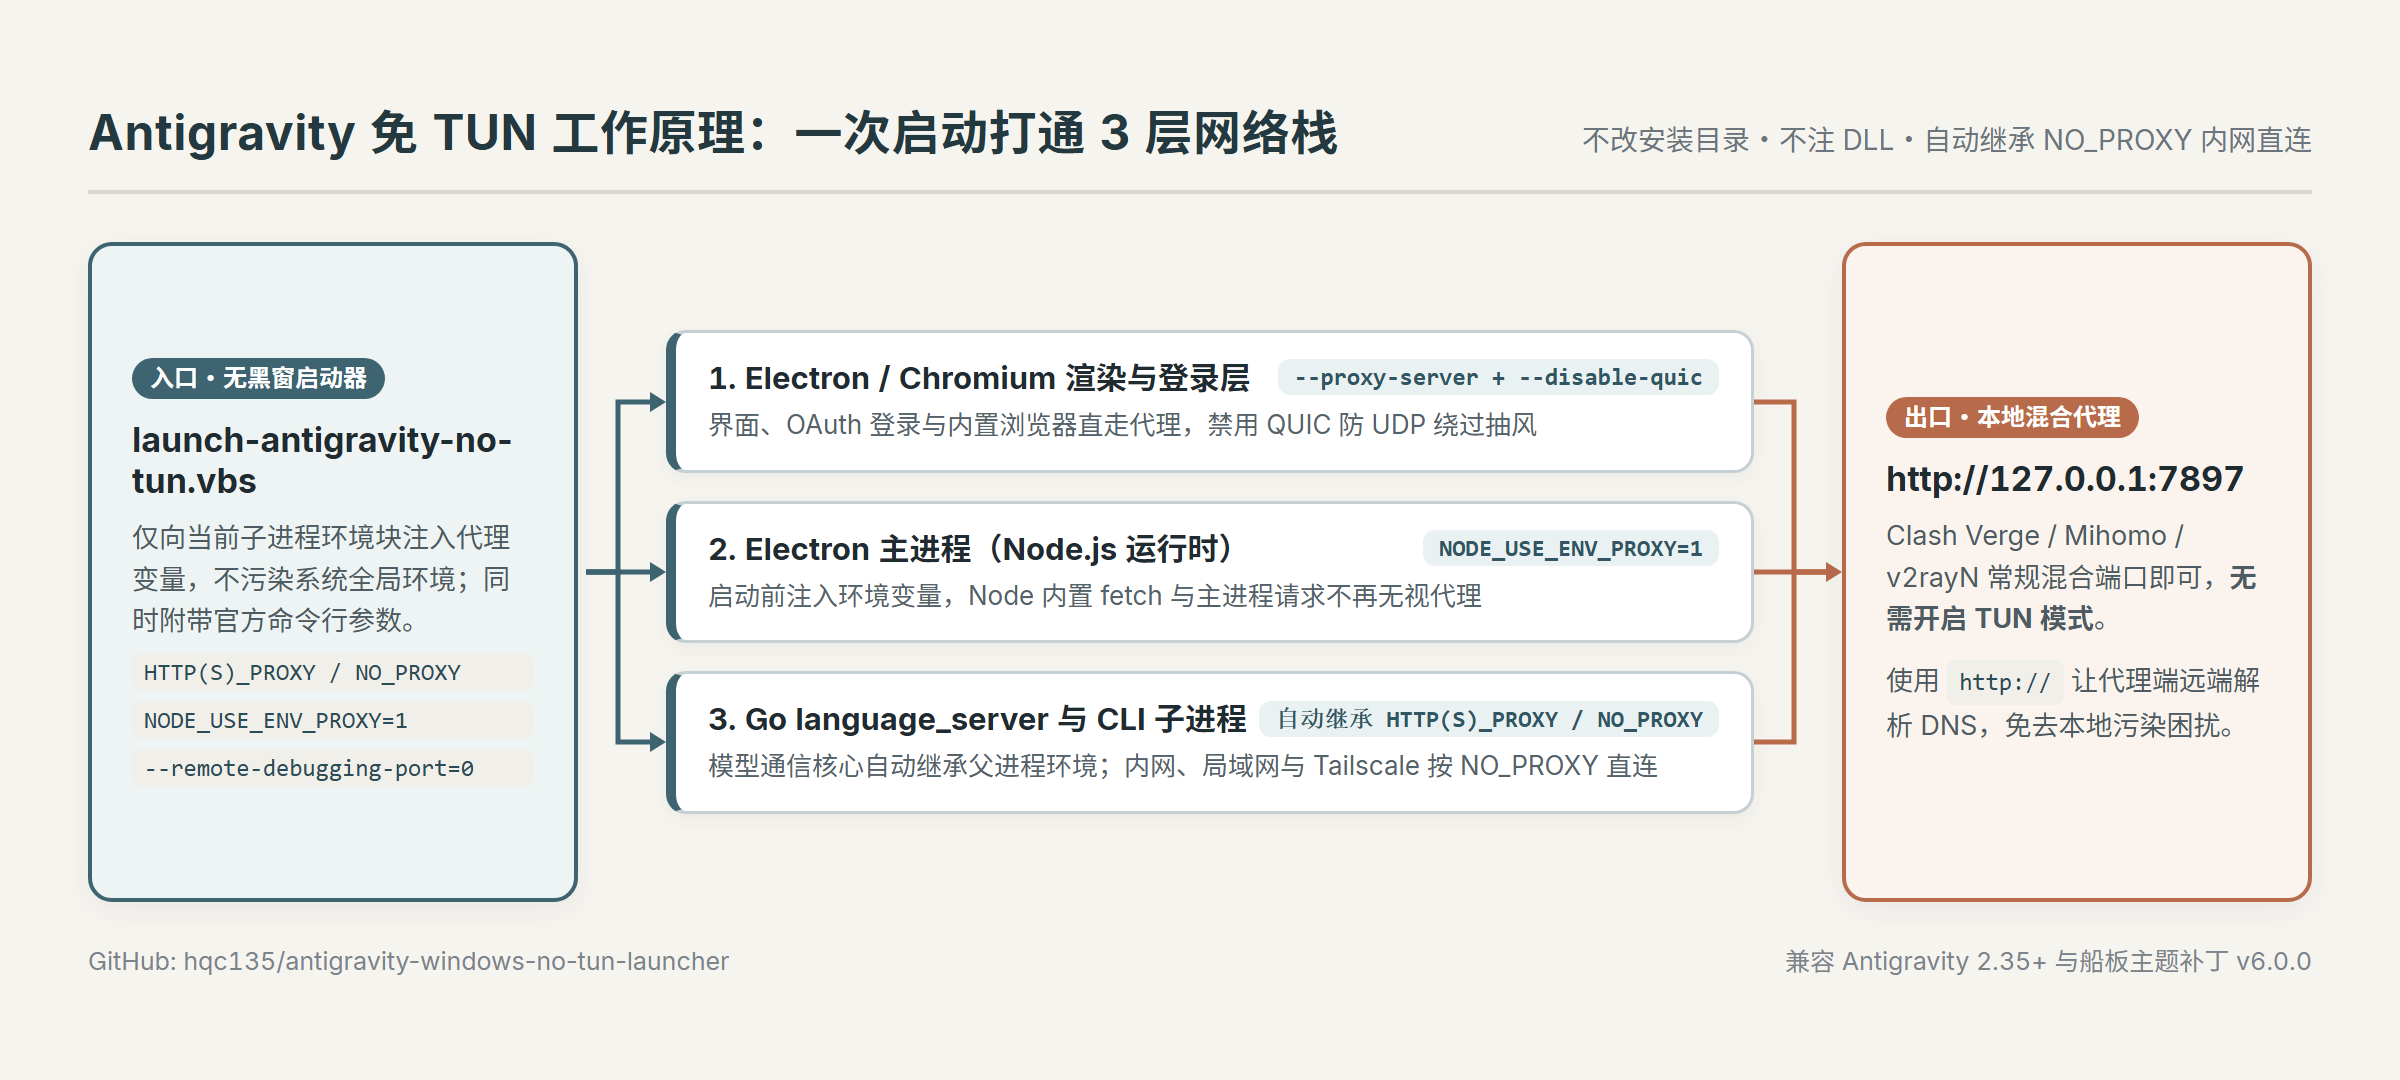 Antigravity 免 TUN 工作原理：一次启动打通 3 层网络栈
不改安装目录・不注 DLL・自动继承 NO_PROXY 内网直连
入口・无黑窗启动器
launch-antigravity-no-
tun.vbs
仅向当前子进程环境块注入代理
变量，不污染系统全局环境；同
时附带官方命令行参数。
HTTP(S)_PROXY / NO_PROXY
NODE_USE_ENV_PROXY=1
--remote-debugging-port=0
1. Electron / Chromium 渲染与登录层
--proxy-server + --disable-quic
界面、OAuth 登录与内置浏览器直走代理，禁用 QUIC 防 UDP 绕过抽风
2. Electron 主进程（Node.js 运行时）
NODE_USE_ENV_PROXY=1
启动前注入环境变量，Node 内置 fetch 与主进程请求不再无视代理
3. Go language_server 与 CLI 子进程
自动继承 HTTP(S)_PROXY / NO_PROXY
模型通信核心自动继承父进程环境；内网、局域网与 Tailscale 按 NO_PROXY 直连
出口・本地混合代理
http://127.0.0.1:7897
Clash Verge / Mihomo /
v2rayN 常规混合端口即可，无
需开启 TUN 模式。
使用 http:// 让代理端远端解
析 DNS，免去本地污染困扰。
GitHub: hqc135/antigravity-windows-no-tun-launcher
兼容 Antigravity 2.35+ 与船板主题补丁 v6.0.0